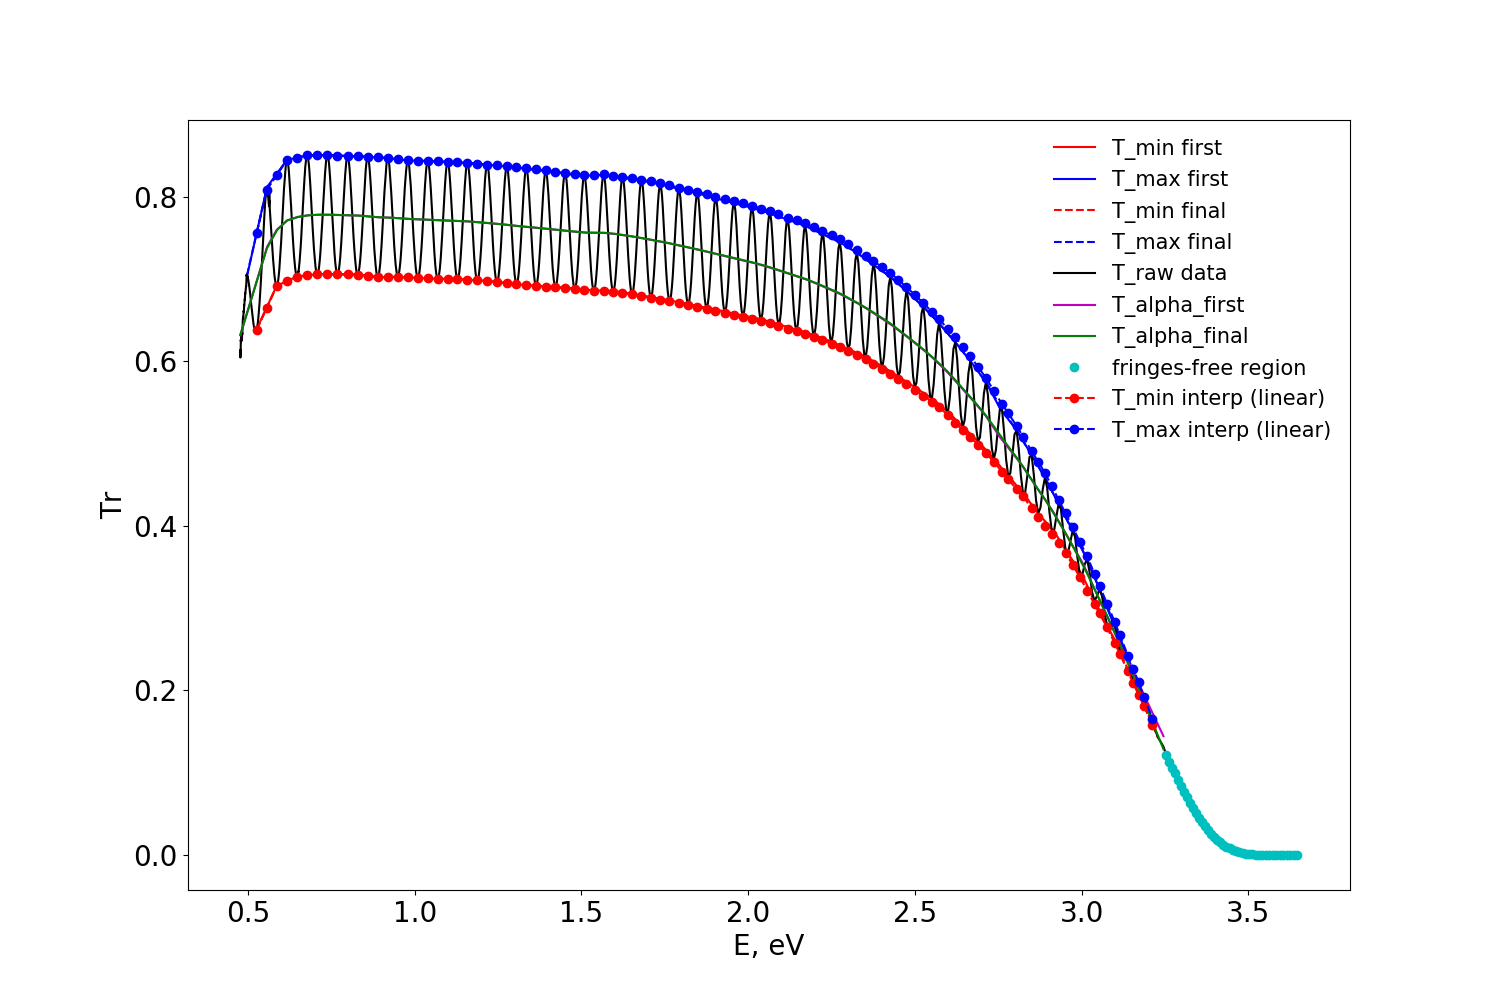 T_min first
T_max first
T_min final
T_max final
T_raw data
T_alpha_first
T_alpha_final
fringes-free region
T_min interp (linear)
T_max interp (linear)
Tr
0.8
0.6
0.4
0.2
0.0
0.5 1.0 1.5 2.0 2.5 3.0 3.5
E, eV